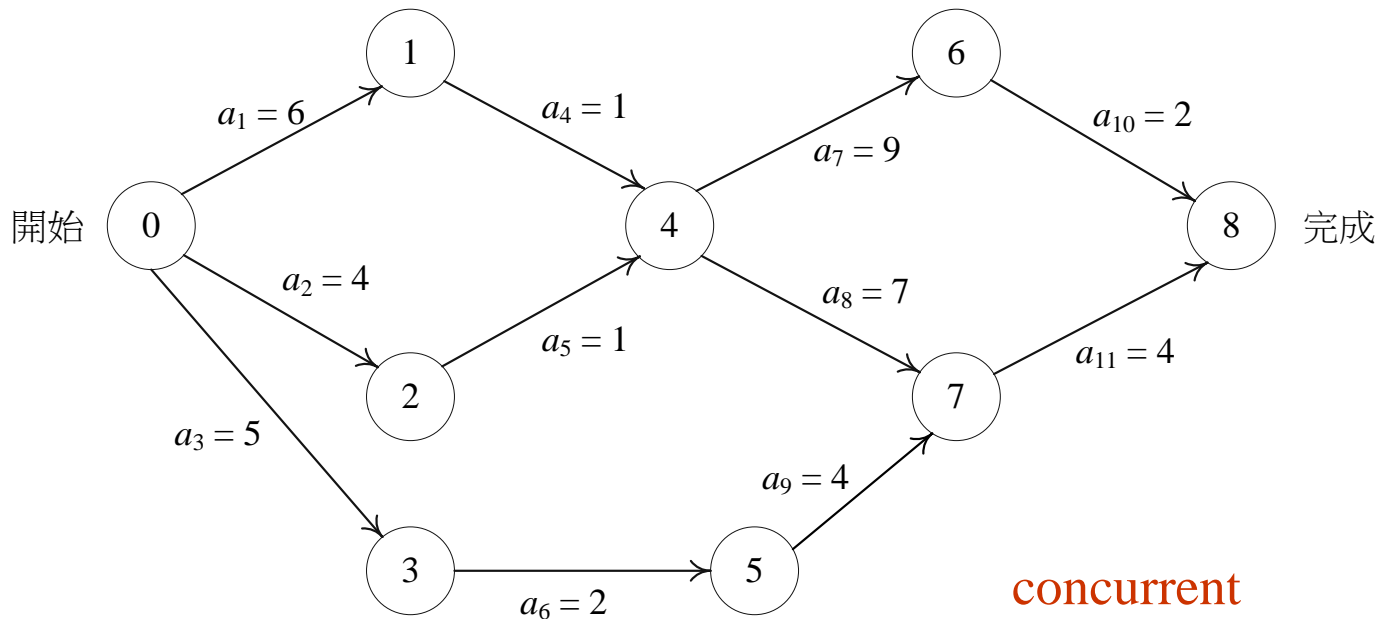 1
6
a₁ = 6
a₄ = 1
a₁₀ = 2
a₇ = 9
開始
0
4
8
完成
a₂ = 4
a₈ = 7
a₅ = 1
a₁₁ = 4
2
7
a₃ = 5
a₉ = 4
3
5
a₆ = 2
concurrent